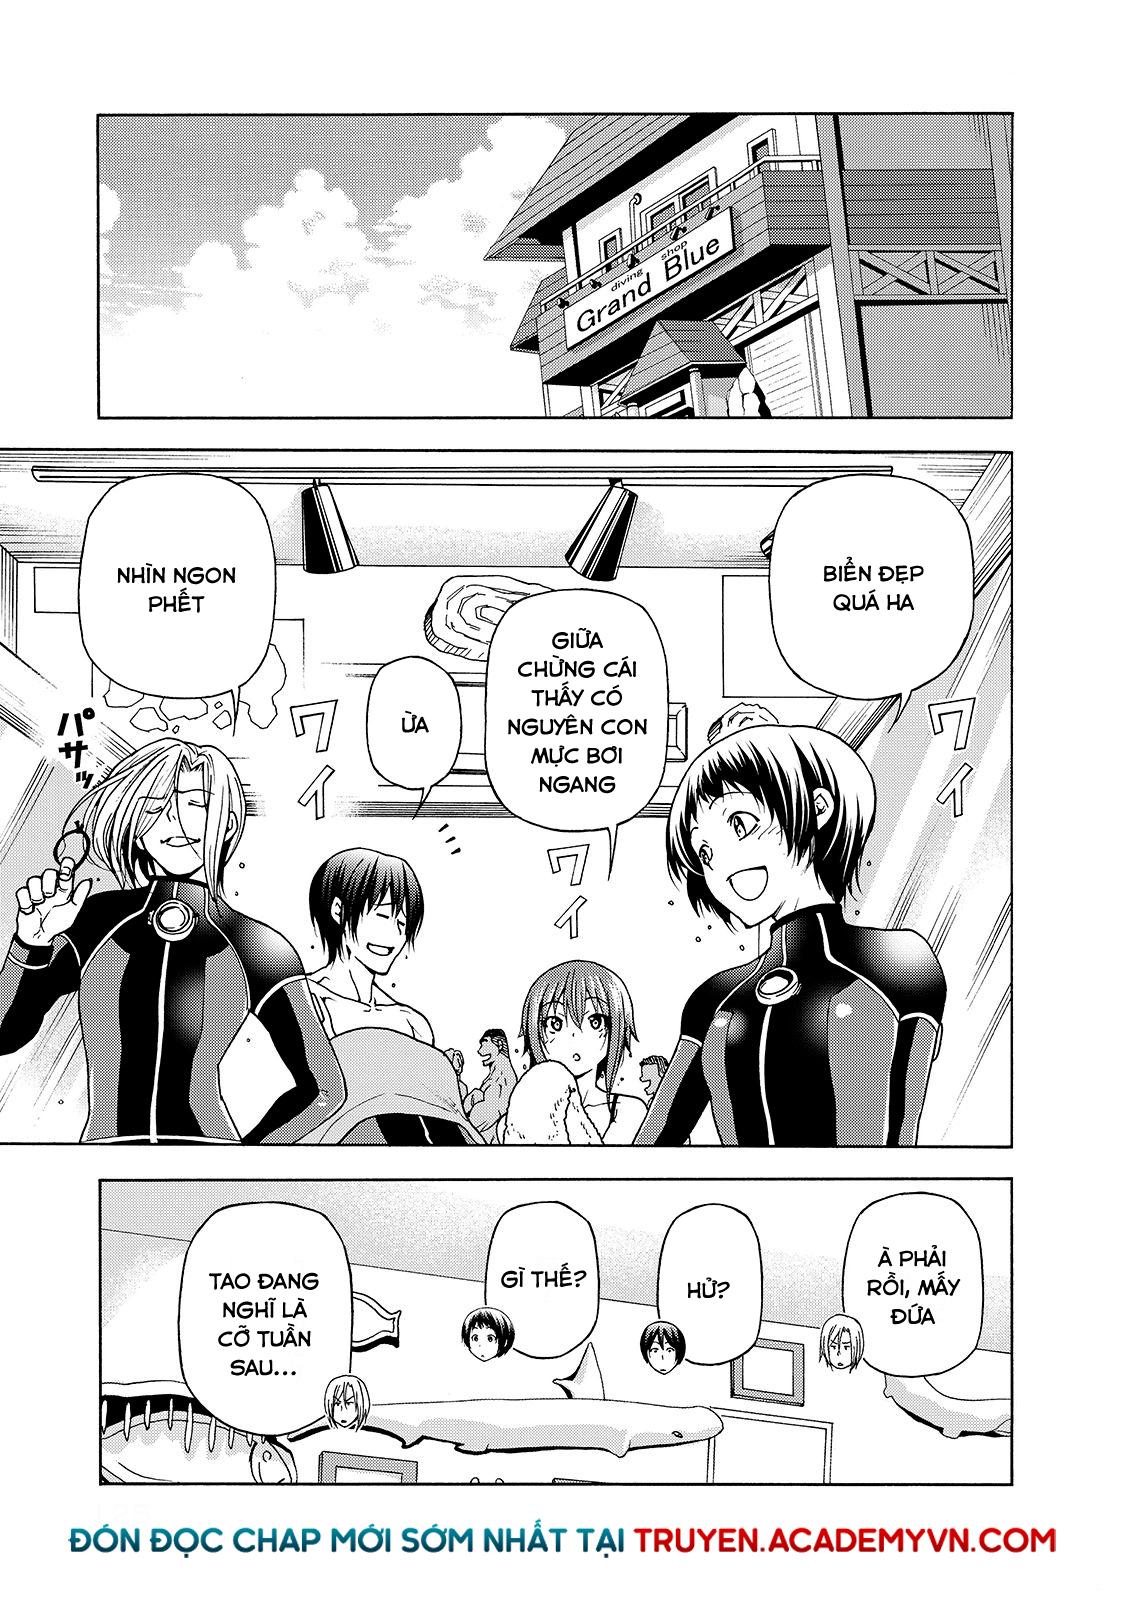 diving shop
Grand Blue
BIỂN ĐẸP
QUÁ HA
GIỮA
CHỪNG CÁI
THẤY CÓ
NGUYÊN CON
MỰC BƠI
NGANG
ỪA
NHÌN NGON
PHẾT
ワイ
ワイ
パサッ
À PHẢI
RỒI, MẤY
ĐỨA
HỬ?
GÌ THẾ?
TAO ĐANG
NGHĨ LÀ
CỠ TUẦN
SAU...
ĐÓN ĐỌC CHAP MỚI SỚM NHẤT TẠI TRUYEN.ACADEMYVN.COM